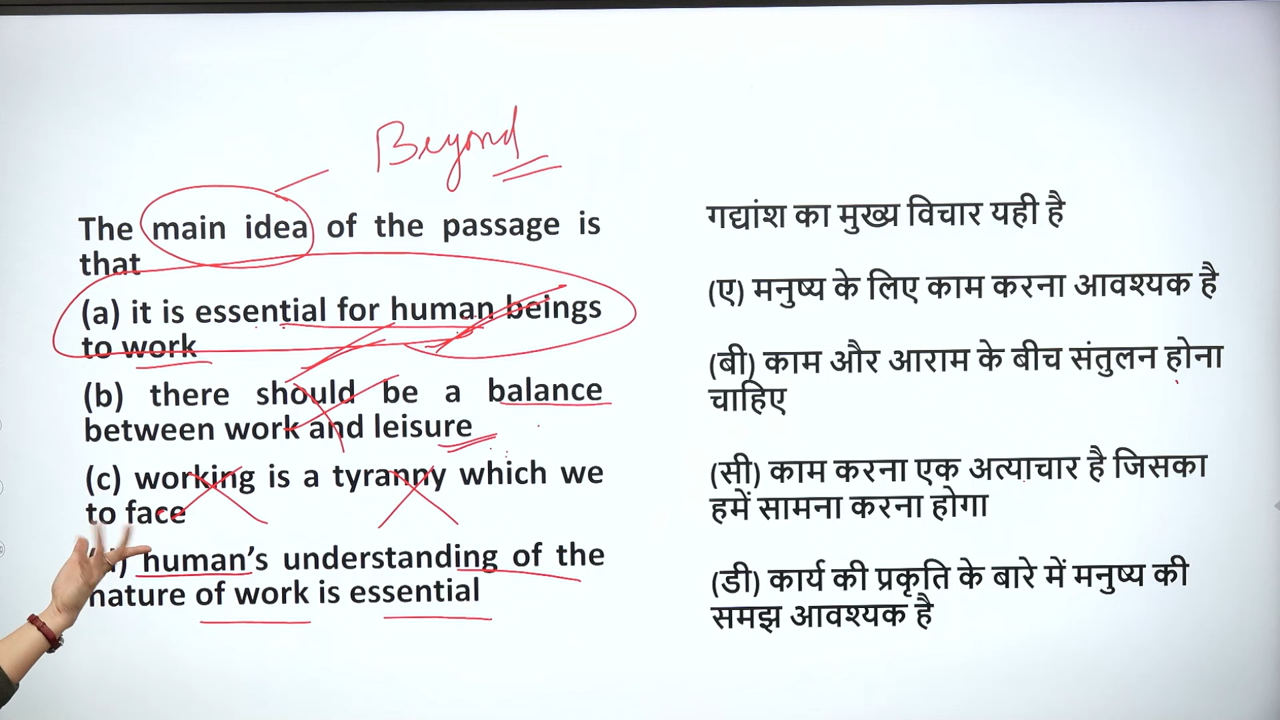 Beyond
The main idea of the passage is
that
(a) it is essential for human beings
to work
(b) there should be a balance
between work and leisure
(c) working is a tyranny which we
to face
human's understanding of the
nature of work is essential
गद्यांश का मुख्य विचार यही है
(ए) मनुष्य के लिए काम करना आवश्यक है
(बी) काम और आराम के बीच संतुलन होना
चाहिए
(सी) काम करना एक अत्याचार है जिसका
हमें सामना करना होगा
(डी) कार्य की प्रकृति के बारे में मनुष्य की
समझ आवश्यक है